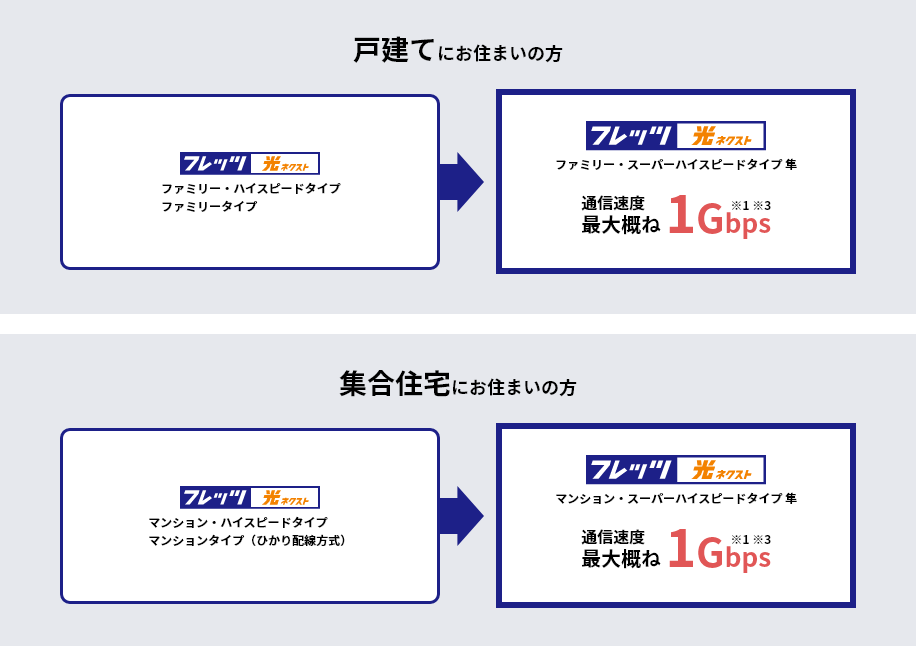 戸建てにお住まいの方
フレッツ 光ネクスト
ファミリー・ハイスピードタイプ
ファミリータイプ
フレッツ 光ネクスト
ファミリー・スーパーハイスピードタイプ 隼
通信速度
最大概ね 1Gbps ※1 ※3
集合住宅にお住まいの方
フレッツ 光ネクスト
マンション・ハイスピードタイプ
マンションタイプ（ひかり配線方式）
フレッツ 光ネクスト
マンション・スーパーハイスピードタイプ 隼
通信速度
最大概ね 1Gbps ※1 ※3